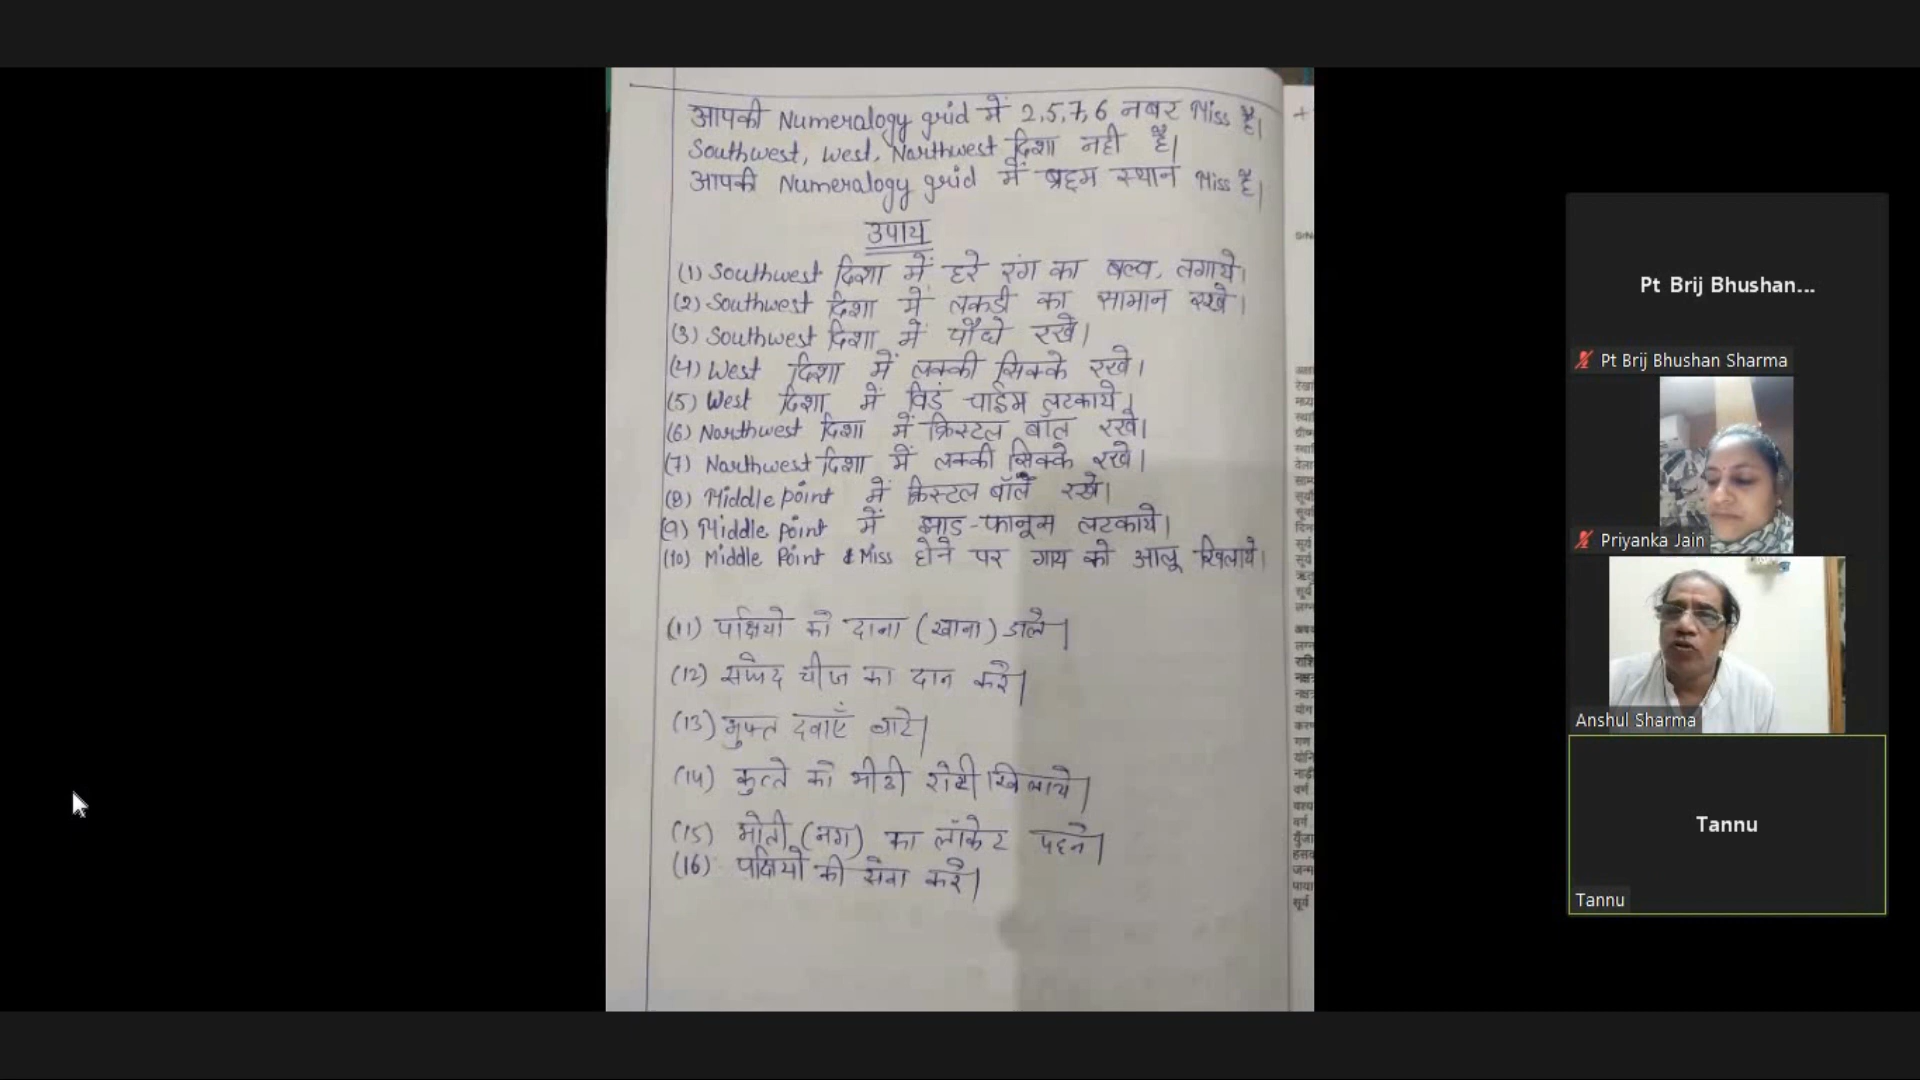 आपकी Numeralogy grid में 2,5,7,6 नबर Miss है।
Southwest, West, Northwest दिशा नही है।
आपकी Numeralogy grid में ब्रह्म स्थान Miss है।
उपाय
(1) Southwest दिशा में हरे रंग का बल्व, लगाये।
(2) Southwest दिशा में लकडी का सामान रखे।
(3) Southwest दिशा में पौधे रखे।
(4) West दिशा में लक्की सिक्के रखे।
(5) West दिशा में विडं चाईम लटकाये।
(6) Northwest दिशा में क्रिस्टल बॉल रखे।
(7) Northwest दिशा में लक्की सिक्के रखे।
(8) Middle point में क्रिस्टल बॉल रखे।
(9) Middle point में झाड-फानूस लटकाये।
(10) Middle Point Miss होने पर गाय को आलू खिलाये।
(11) पक्षियो को दाना (खाना) डाले।
(12) सफेद चीज का दान करे।
(13) मुफ्त दवाएँ बाटे।
(14) कुत्ते को मीठी रोटी खिलाये।
(15) मोती (नग) का लॉकेट पहने।
(16) पक्षियो की सेवा करे।
Pt Brij Bhushan...
Pt Brij Bhushan Sharma
Priyanka Jain
Anshul Sharma
Tannu
Tannu